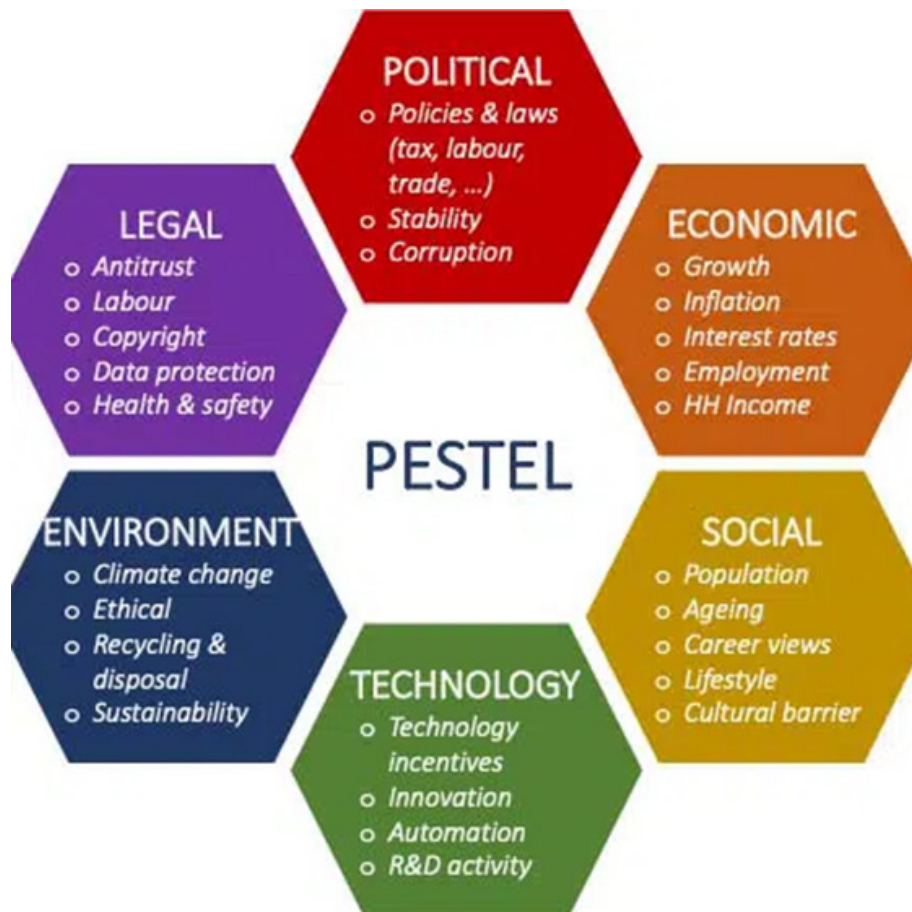 POLITICAL
o Policies & laws
(tax, labour,
trade, ...)
o Stability
o Corruption
ECONOMIC
o Growth
o Inflation
o Interest rates
o Employment
o HH Income
SOCIAL
o Population
o Ageing
o Career views
o Lifestyle
o Cultural barrier
TECHNOLOGY
o Technology
incentives
o Innovation
o Automation
o R&D activity
ENVIRONMENT
o Climate change
o Ethical
o Recycling &
disposal
o Sustainability
LEGAL
o Antitrust
o Labour
o Copyright
o Data protection
o Health & safety
PESTEL